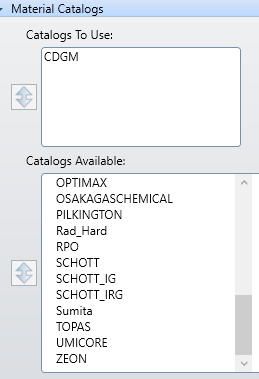 Material Catalogs
Catalogs To Use:
CDGM
Catalogs Available:
OPTIMAX
OSAKAGASCHEMICAL
PILKINGTON
Rad_Hard
RPO
SCHOTT
SCHOTT_IG
SCHOTT_IRG
Sumita
TOPAS
UMICORE
ZEON